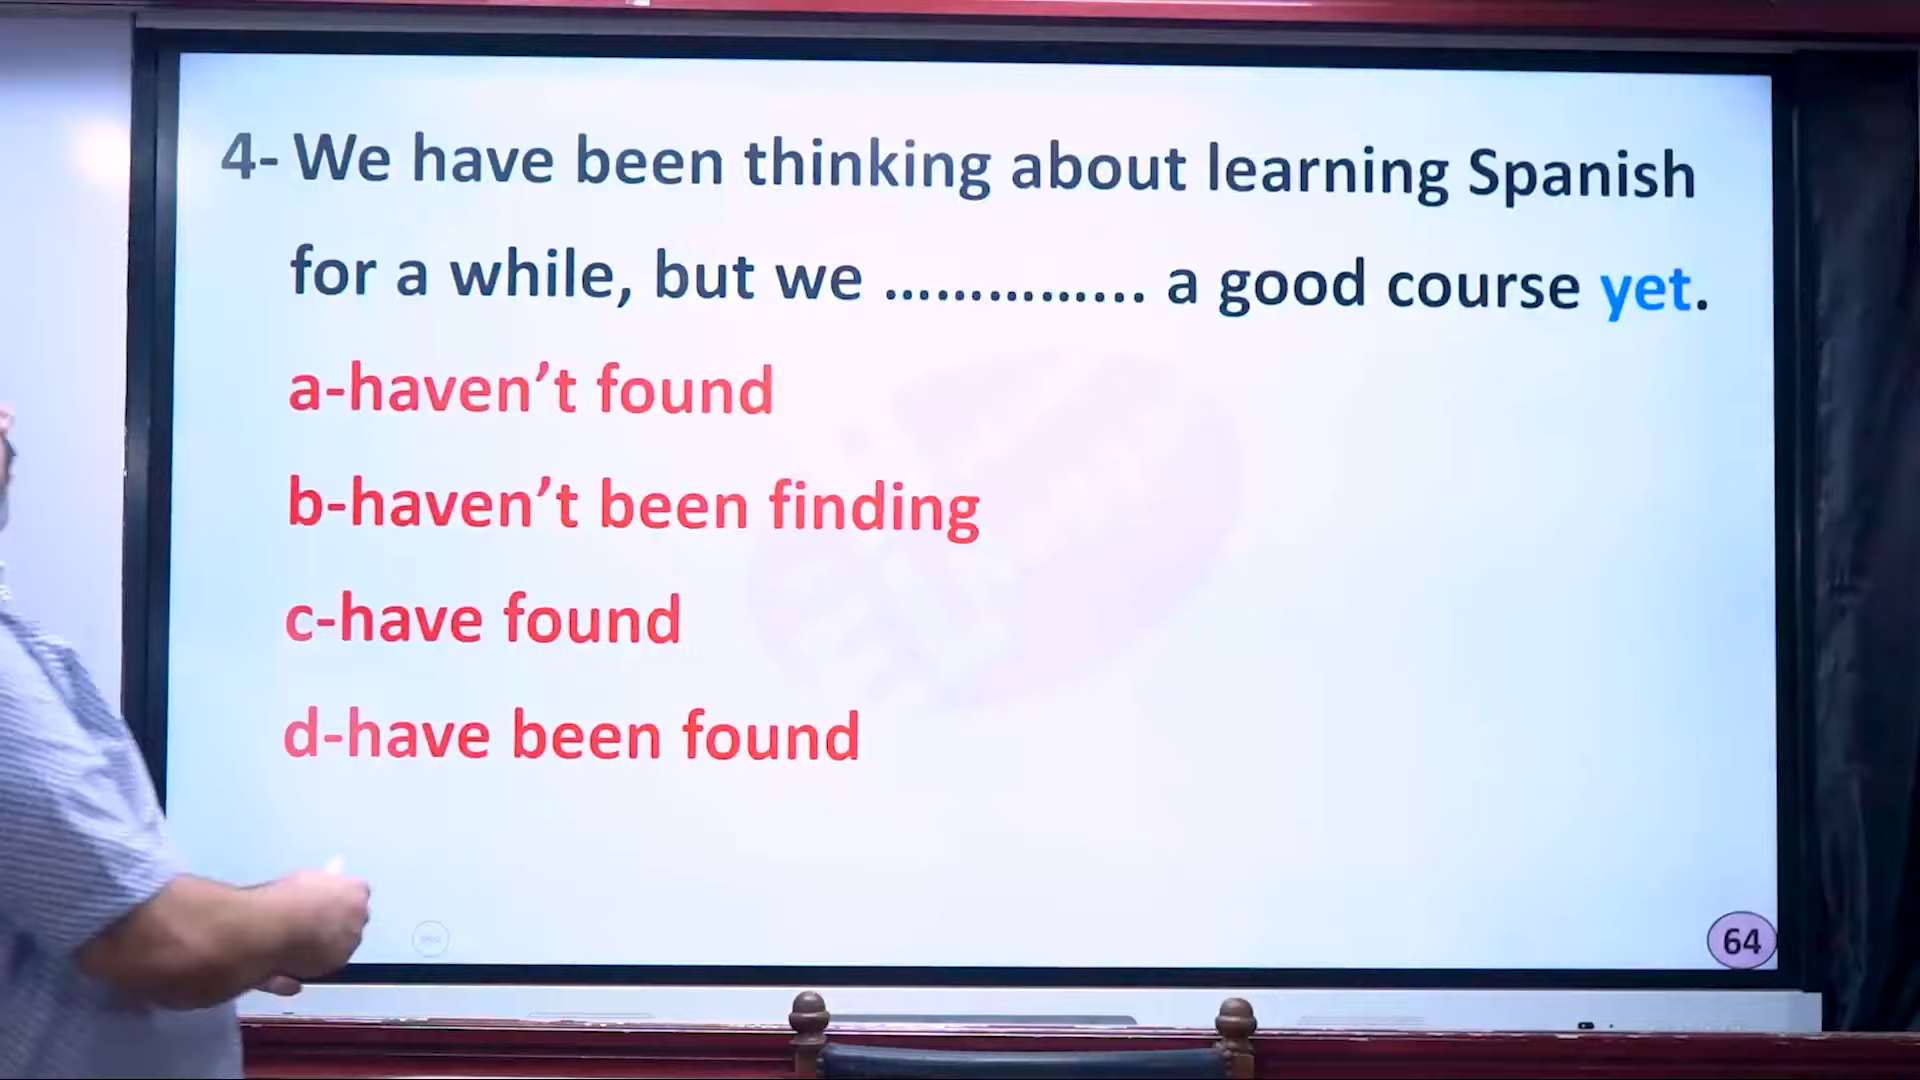 4- We have been thinking about learning Spanish
for a while, but we ............... a good course yet.
a-haven’t found
b-haven’t been finding
c-have found
d-have been found
64